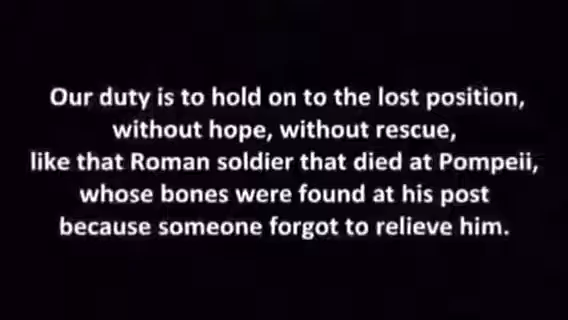 Our duty is to hold on to the lost position,
without hope, without rescue,
like that Roman soldier that died at Pompeii,
whose bones were found at his post
because someone forgot to relieve him.